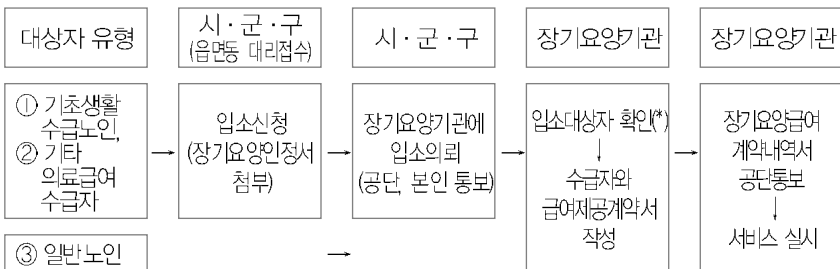 대상자 유형
시·군·구
(읍면동 대리접수)
시·군·구
장기요양기관
장기요양기관
① 기초생활
수급노인,
② 기타
의료급여
수급자
→
입소신청
(장기요양인정서
첨부)
→
장기요양기관에
입소의뢰
(공단, 본인 통보)
→
입소대상자 확인(*)
↓
수급자와
급여제공계약서
작성
→
장기요양급여
계약내역서
공단통보
↓
서비스 실시
③ 일반노인
→